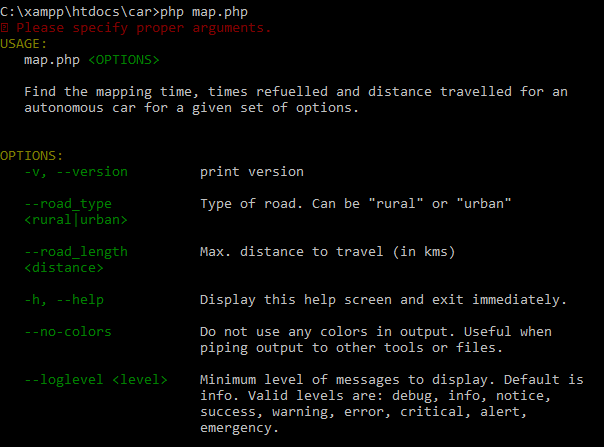 C:\xampp\htdocs\car>php map.php
Please specify proper arguments.
USAGE:
map.php <OPTIONS>
Find the mapping time, times refuelled and distance travelled for an
autonomous car for a given set of options.
OPTIONS:
-v, --version print version
--road_type Type of road. Can be "rural" or "urban"
<rural|urban>
--road_length Max. distance to travel (in kms)
<distance>
-h, --help Display this help screen and exit immediately.
--no-colors Do not use any colors in output. Useful when
piping output to other tools or files.
--loglevel <level> Minimum level of messages to display. Default is
info. Valid levels are: debug, info, notice,
success, warning, error, critical, alert,
emergency.